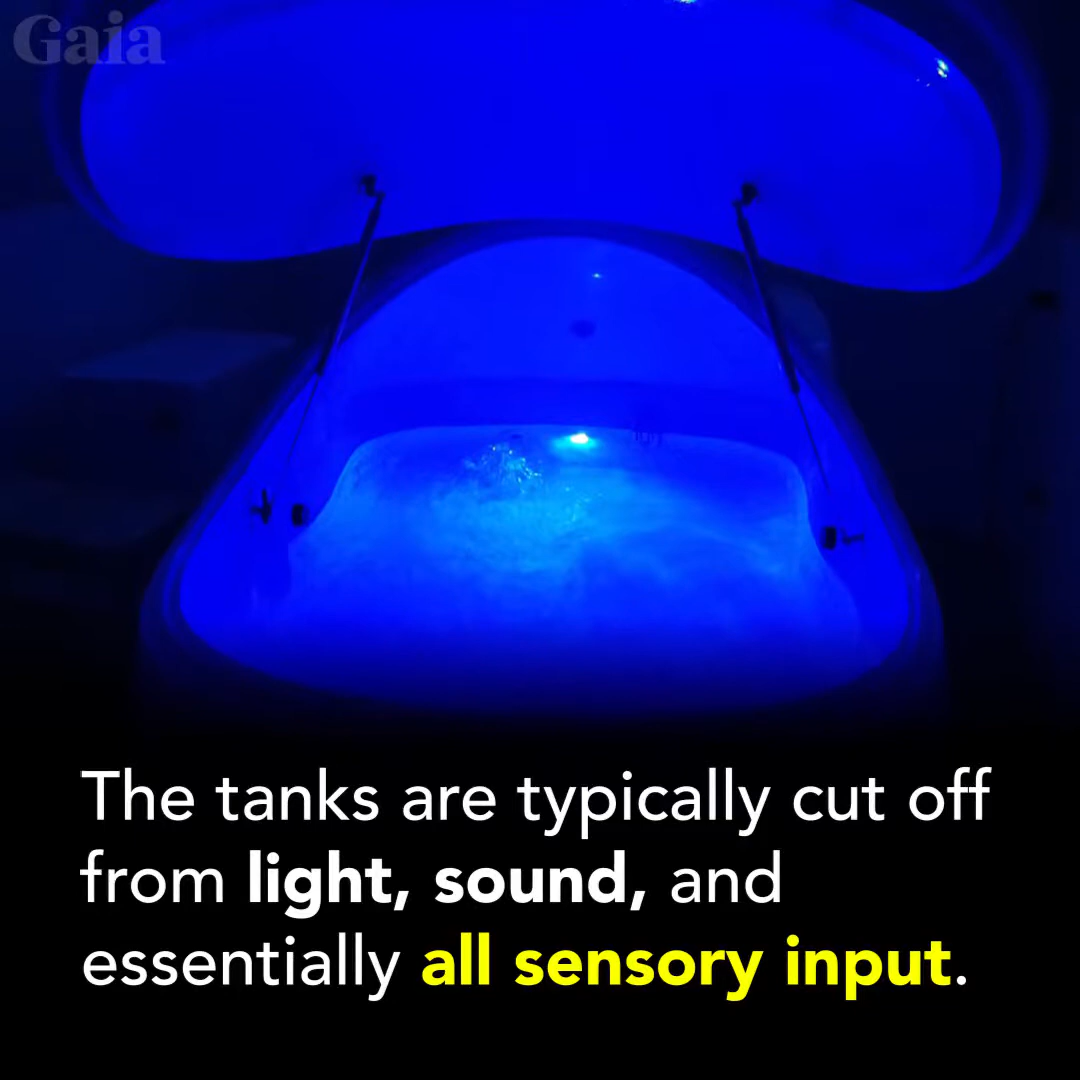 Gaia
The tanks are typically cut off
from light, sound, and
essentially all sensory input.